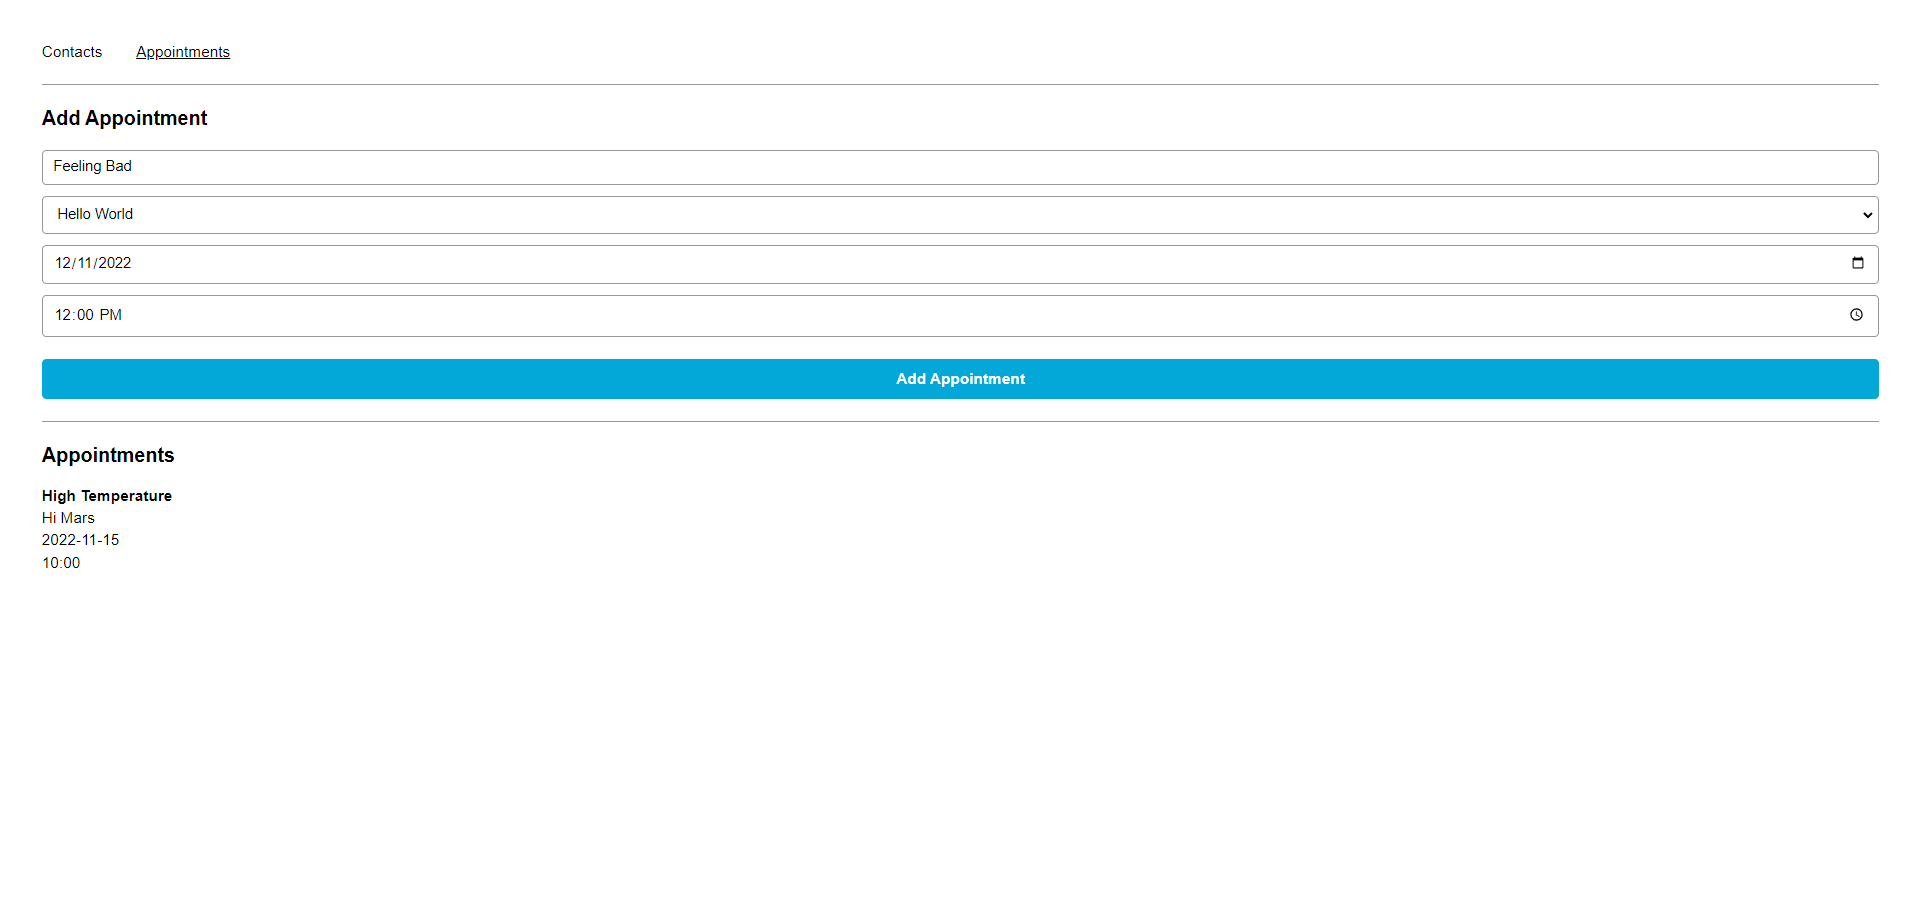 Contacts Appointments
Add Appointment
Feeling Bad
Hello World
12/11/2022
12:00 PM
Add Appointment
Appointments
High Temperature
Hi Mars
2022-11-15
10:00